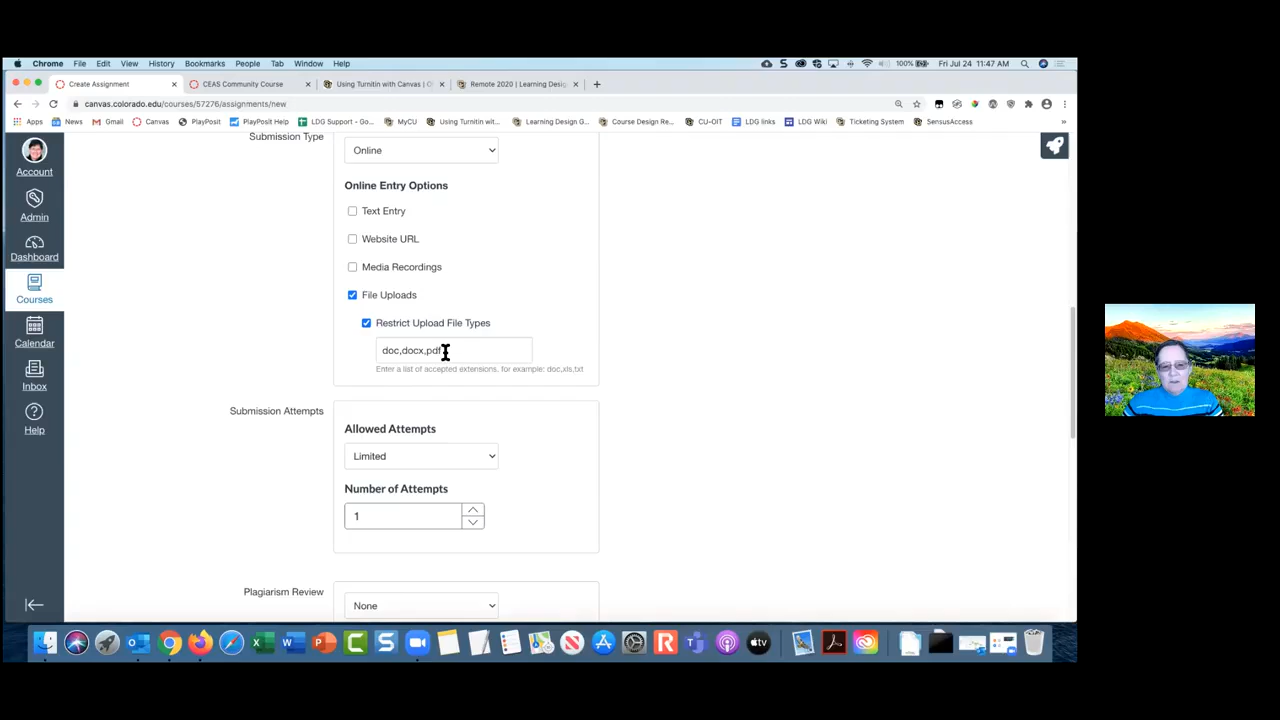 Chrome File Edit View History Bookmarks People Tab Window Help 100% Fri Jul 24 11:47 AM
Create Assignment CEAS Community Course Using Turnitin with Canvas | O Remote 2020 | Learning Desig
canvas.colorado.edu/courses/57276/assignments/new
Apps News Gmail Canvas PlayPosit PlayPosit Help LDG Support - Go... MyCU Using Turnitin wit... Learning Design G... Course Design Re... CU-OIT LDG links LDG Wiki Ticketing System SensusAccess »
Account
Admin
Dashboard
Courses
Calendar
Inbox
Help
Submission Type
Online
Online Entry Options
Text Entry
Website URL
Media Recordings
File Uploads
Restrict Upload File Types
doc,docx,pdf
Enter a list of accepted extensions, for example: doc,xls,txt
Submission Attempts
Allowed Attempts
Limited
Number of Attempts
1
Plagiarism Review
None